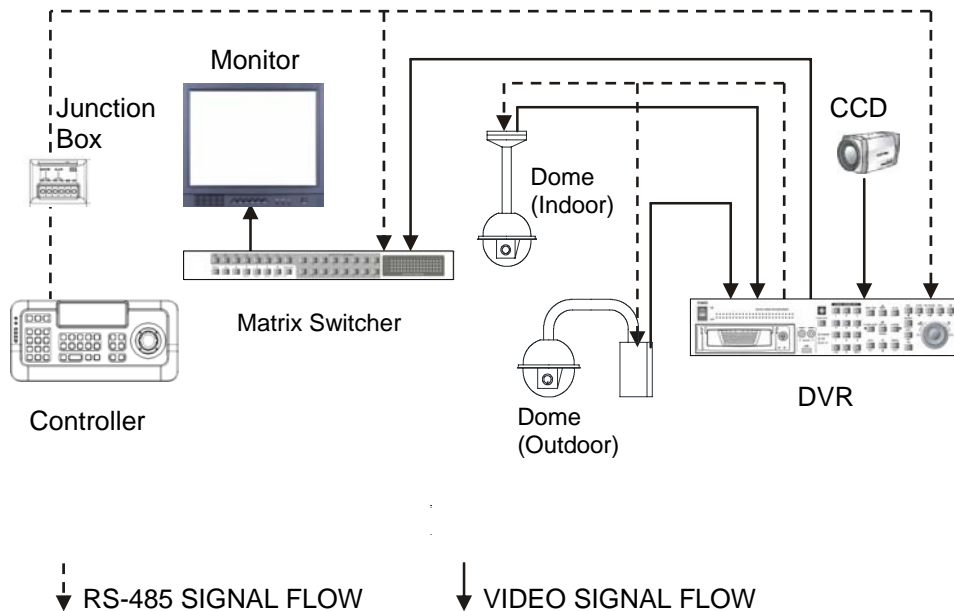 Monitor
Junction
Box
CCD
Dome
(Indoor)
Matrix Switcher
Controller
Dome
(Outdoor)
DVR
RS-485 SIGNAL FLOW
VIDEO SIGNAL FLOW